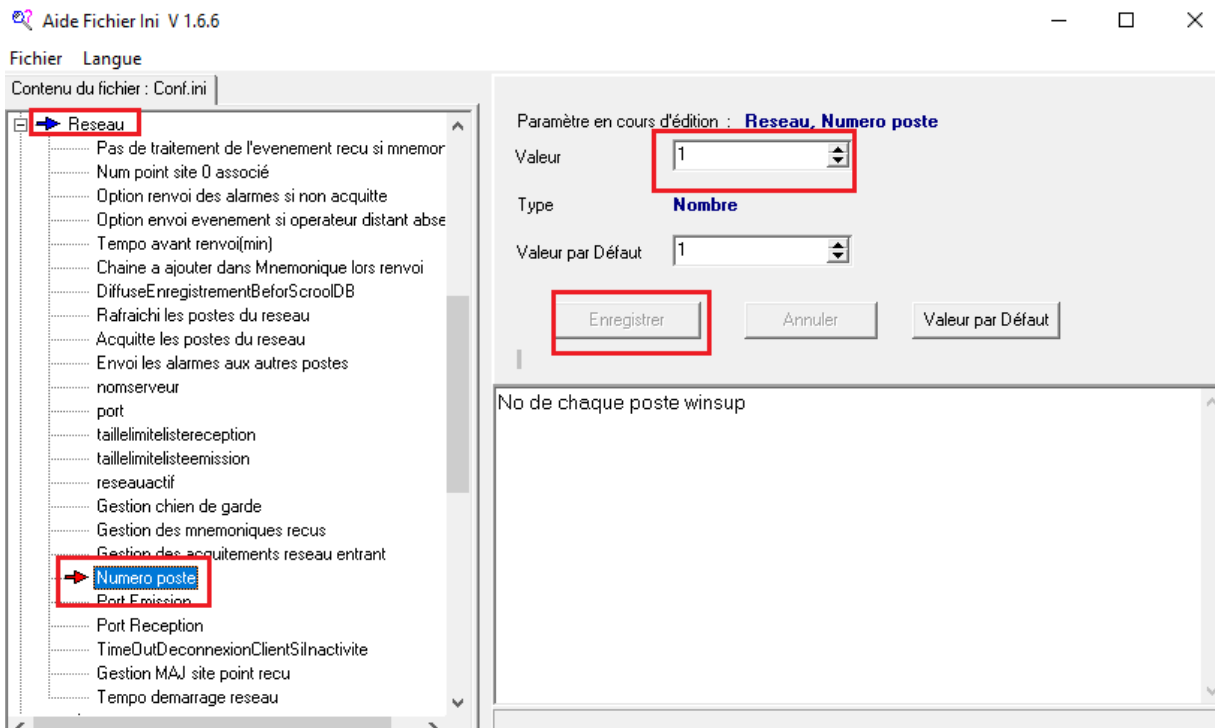 Aide Fichier Ini V 1.6.6
Fichier Langue
Contenu du fichier : Conf.ini
Reseau
Pas de traitement de l'evenement recu si mnemor
Num point site 0 associé
Option renvoi des alarmes si non acquitte
Option envoi evenement si operateur distant abse
Tempo avant renvoi(min)
Chaine a ajouter dans Mnemonique lors renvoi
DiffuseEnregistrementBeforScroolDB
Rafraichi les postes du reseau
Acquitte les postes du reseau
Envoi les alarmes aux autres postes
nomserveur
port
taillelimitelistereception
taillelimitelisteemission
reseauactif
Gestion chien de garde
Gestion des mnemoniques recus
Gestion des acquitements reseau entrant
Numero poste
Port Emission
Port Reception
TimeOutDeconnexionClientSiInactivite
Gestion MAJ site point recu
Tempo demarrage reseau
Paramètre en cours d'édition : Reseau, Numero poste
Valeur 1
Type Nombre
Valeur par Défaut 1
Enregistrer Annuler Valeur par Défaut
No de chaque poste winsup